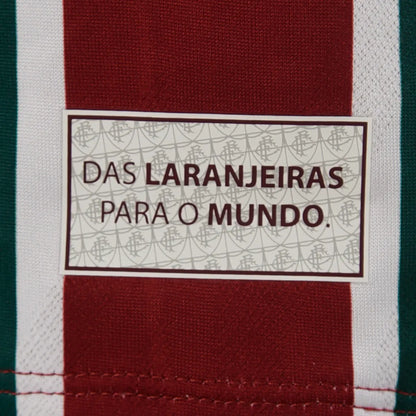 DAS LARANJEIRAS
PARA O MUNDO.